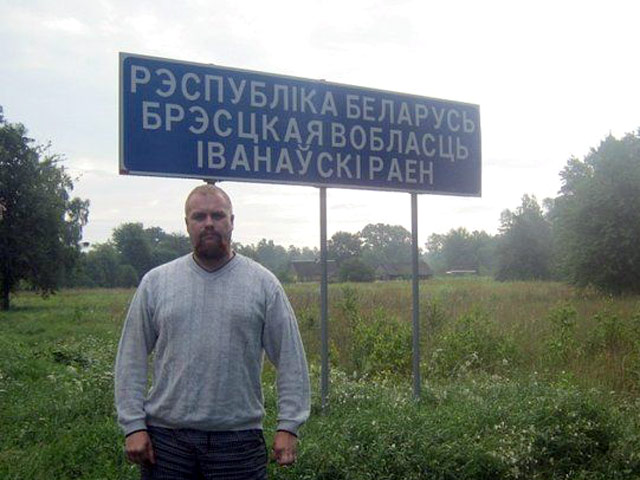 РЭСПУБЛІКА БЕЛАРУСЬ
БРЭСЦКАЯ ВОБЛАСЦЬ
ІВАНАЎСКІ РАЕН